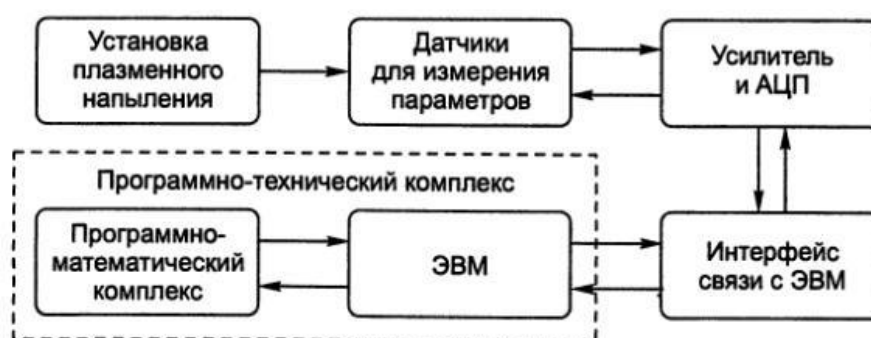 Установка
плазменного
напыления
Датчики
для измерения
параметров
Усилитель
и АЦП
Программно-технический комплекс
Программно-
математический
комплекс
ЭВМ
Интерфейс
связи с ЭВМ